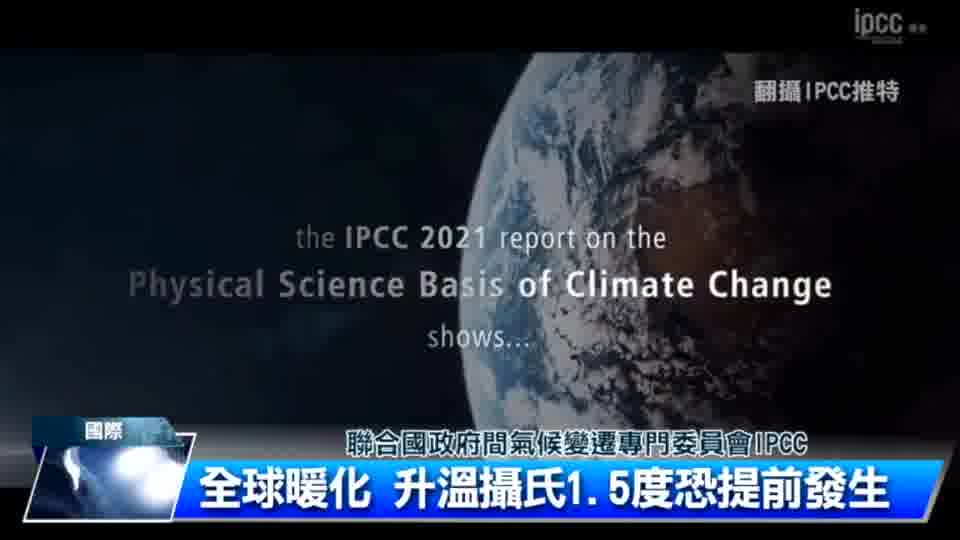 ipcc
翻攝IPCC推特
the IPCC 2021 report on the
Physical Science Basis of Climate Change
shows...
國際
聯合國政府間氣候變遷專門委員會IPCC
全球暖化 升溫攝氏1.5度恐提前發生